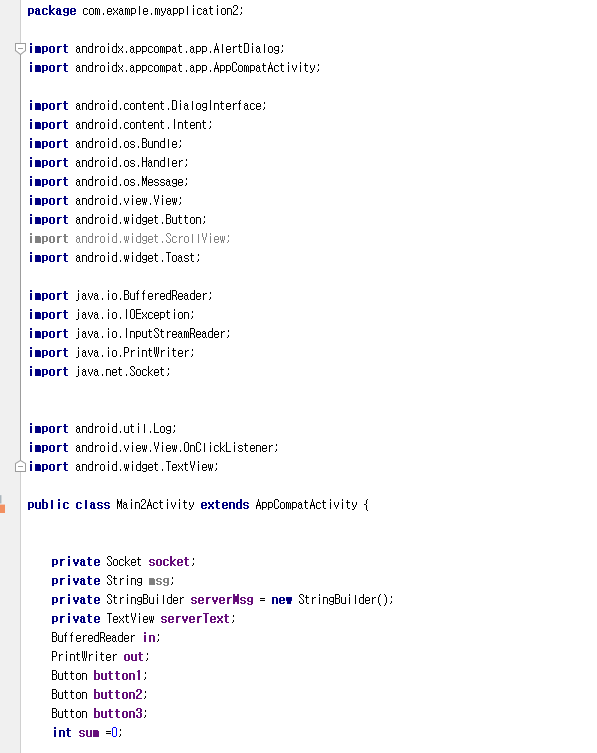 package com.example.myapplication2;
import androidx.appcompat.app.AlertDialog;
import androidx.appcompat.app.AppCompatActivity;
import android.content.DialogInterface;
import android.content.Intent;
import android.os.Bundle;
import android.os.Handler;
import android.os.Message;
import android.view.View;
import android.widget.Button;
import android.widget.ScrollView;
import android.widget.Toast;
import java.io.BufferedReader;
import java.io.IOException;
import java.io.InputStreamReader;
import java.io.PrintWriter;
import java.net.Socket;
import android.util.Log;
import android.view.View.OnClickListener;
import android.widget.TextView;
public class Main2Activity extends AppCompatActivity {
private Socket socket;
private String msg;
private StringBuilder serverMsg = new StringBuilder();
private TextView serverText;
BufferedReader in;
PrintWriter out;
Button button1;
Button button2;
Button button3;
int sum =0;